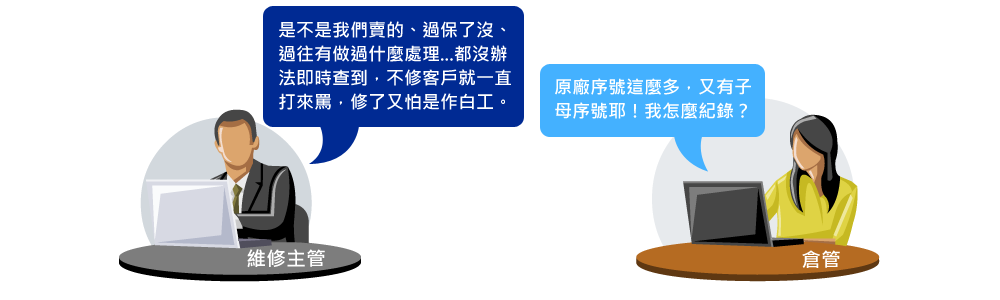 是不是我們賣的、過保了沒、
過往有做過什麼處理...都沒辦
法即時查到，不修客戶就一直
打來罵，修了又怕是作白工。
原廠序號這麼多，又有子
母序號耶！我怎麼紀錄？
維修主管
倉管